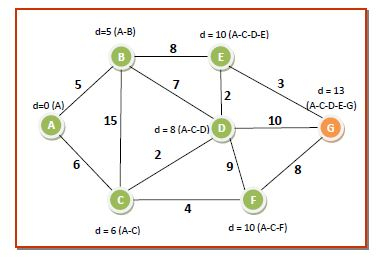 d=5 (A-B)
d = 10 (A-C-D-E)
B
8
E
5
7
3
d = 13
(A-C-D-E-G)
d=0 (A)
2
A
15
d = 8 (A-C-D)
D
10
G
6
2
9
8
C
4
F
d = 6 (A-C)
d = 10 (A-C-F)